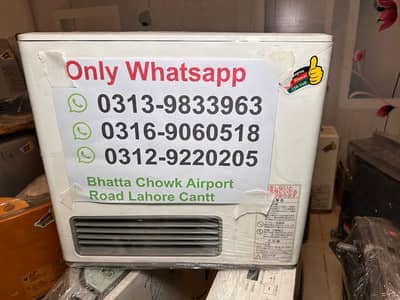 Only Whatsapp
0313-9833963
0316-9060518
0312-9220205
Bhatta Chowk Airport
Road Lahore Cantt